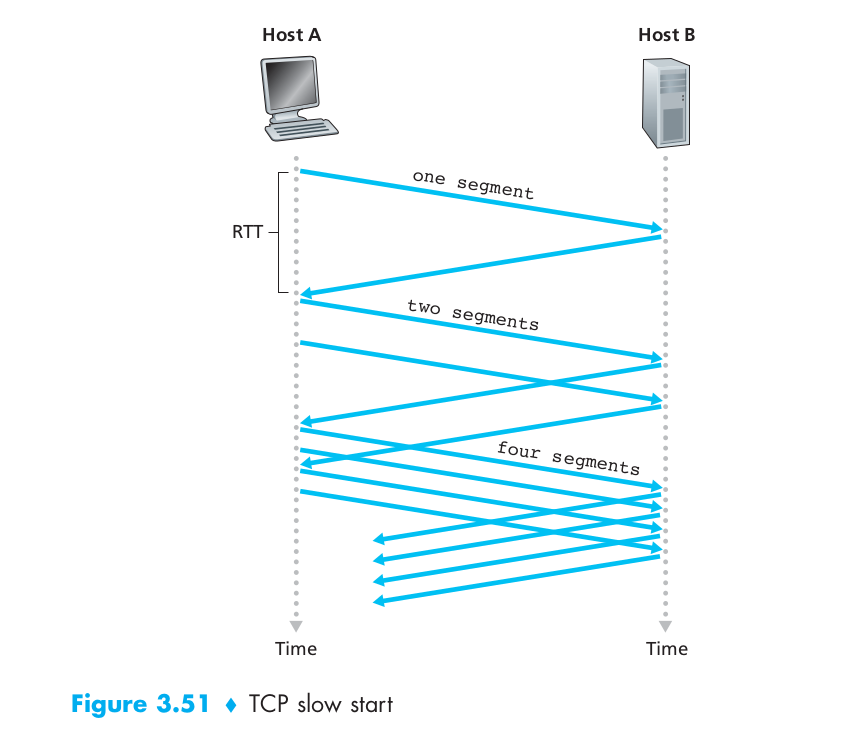 Host A
Host B
one segment
RTT
two segments
four segments
Time
Time
Figure 3.51 ♦ TCP slow start